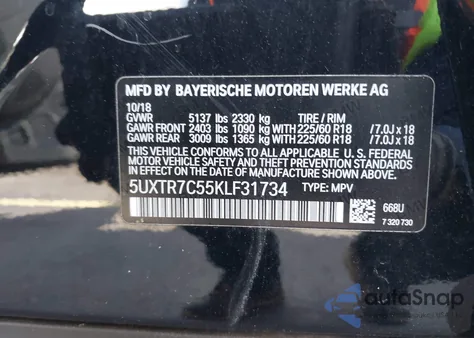 MFD BY BAYERISCHE MOTOREN WERKE AG
10/18
GVWR 5137 lbs 2330 kg TIRE / RIM
GAWR FRONT 2403 lbs 1090 kg WITH 225/60 R18 /7.0J x 18
GAWR REAR 3009 lbs 1365 kg WITH 225/60 R18 /7.0J x 18
THIS VEHICLE CONFORMS TO ALL APPLICABLE U. S. FEDERAL
MOTOR VEHICLE SAFETY AND THEFT PREVENTION STANDARDS
IN EFFECT ON THE DATE OF MANUFACTURE SHOWN ABOVE.
5UXTR7C55KLF31734 TYPE: MPV
668U
7 320 730
autoSnap